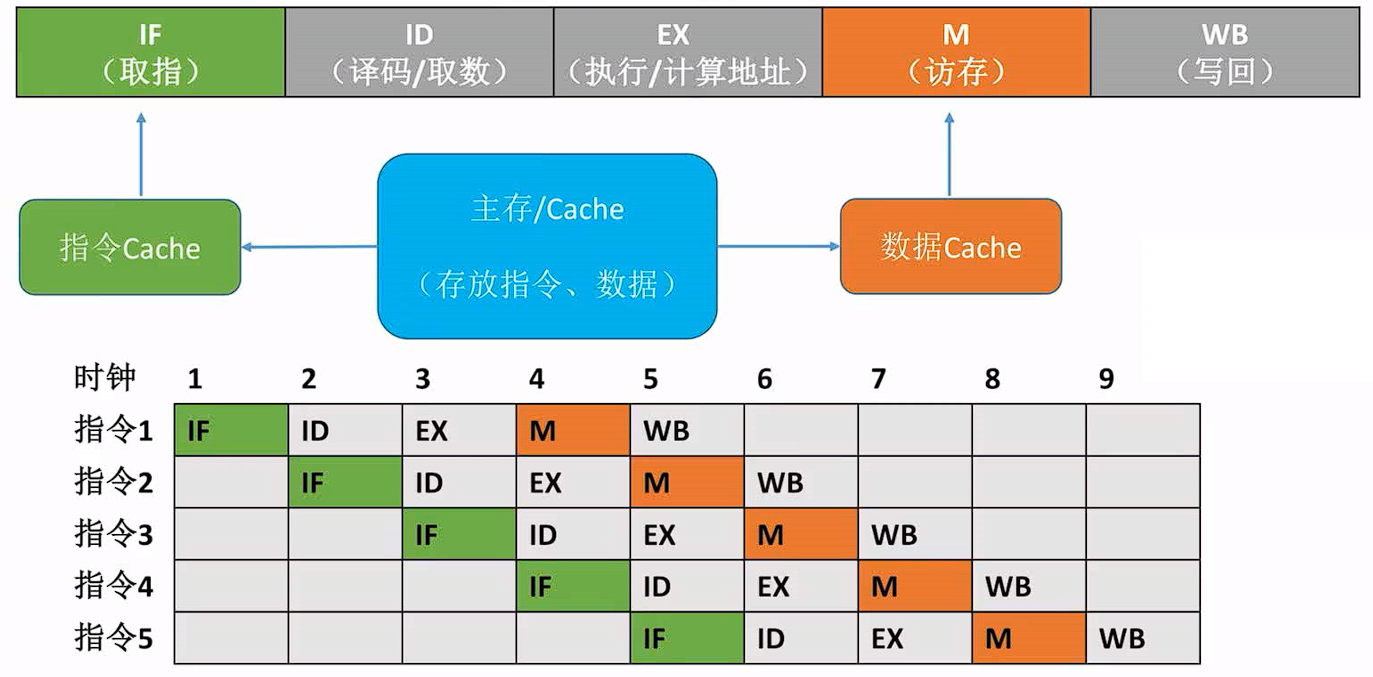 IF ID EX M WB
（取指） （译码/取数） （执行/计算地址） （访存） （写回）
主存/Cache
指令Cache 数据Cache
（存放指令、数据）
时钟 1 2 3 4 5 6 7 8 9
指令1 IF ID EX M WB
指令2 IF ID EX M WB
指令3 IF ID EX M WB
指令4 IF ID EX M WB
指令5 IF ID EX M WB